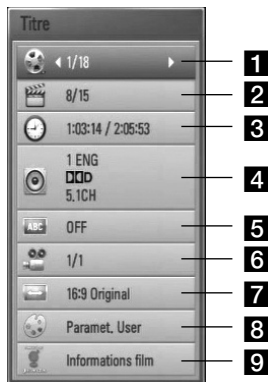 Titre
1/18 1
8/15 2
1:03:14 / 2:05:53 3
1 ENG
D 4
5.1CH
ABC OFF 5
1/1 6
16:9 Original 7
Paramet. User 8
Informations film 9